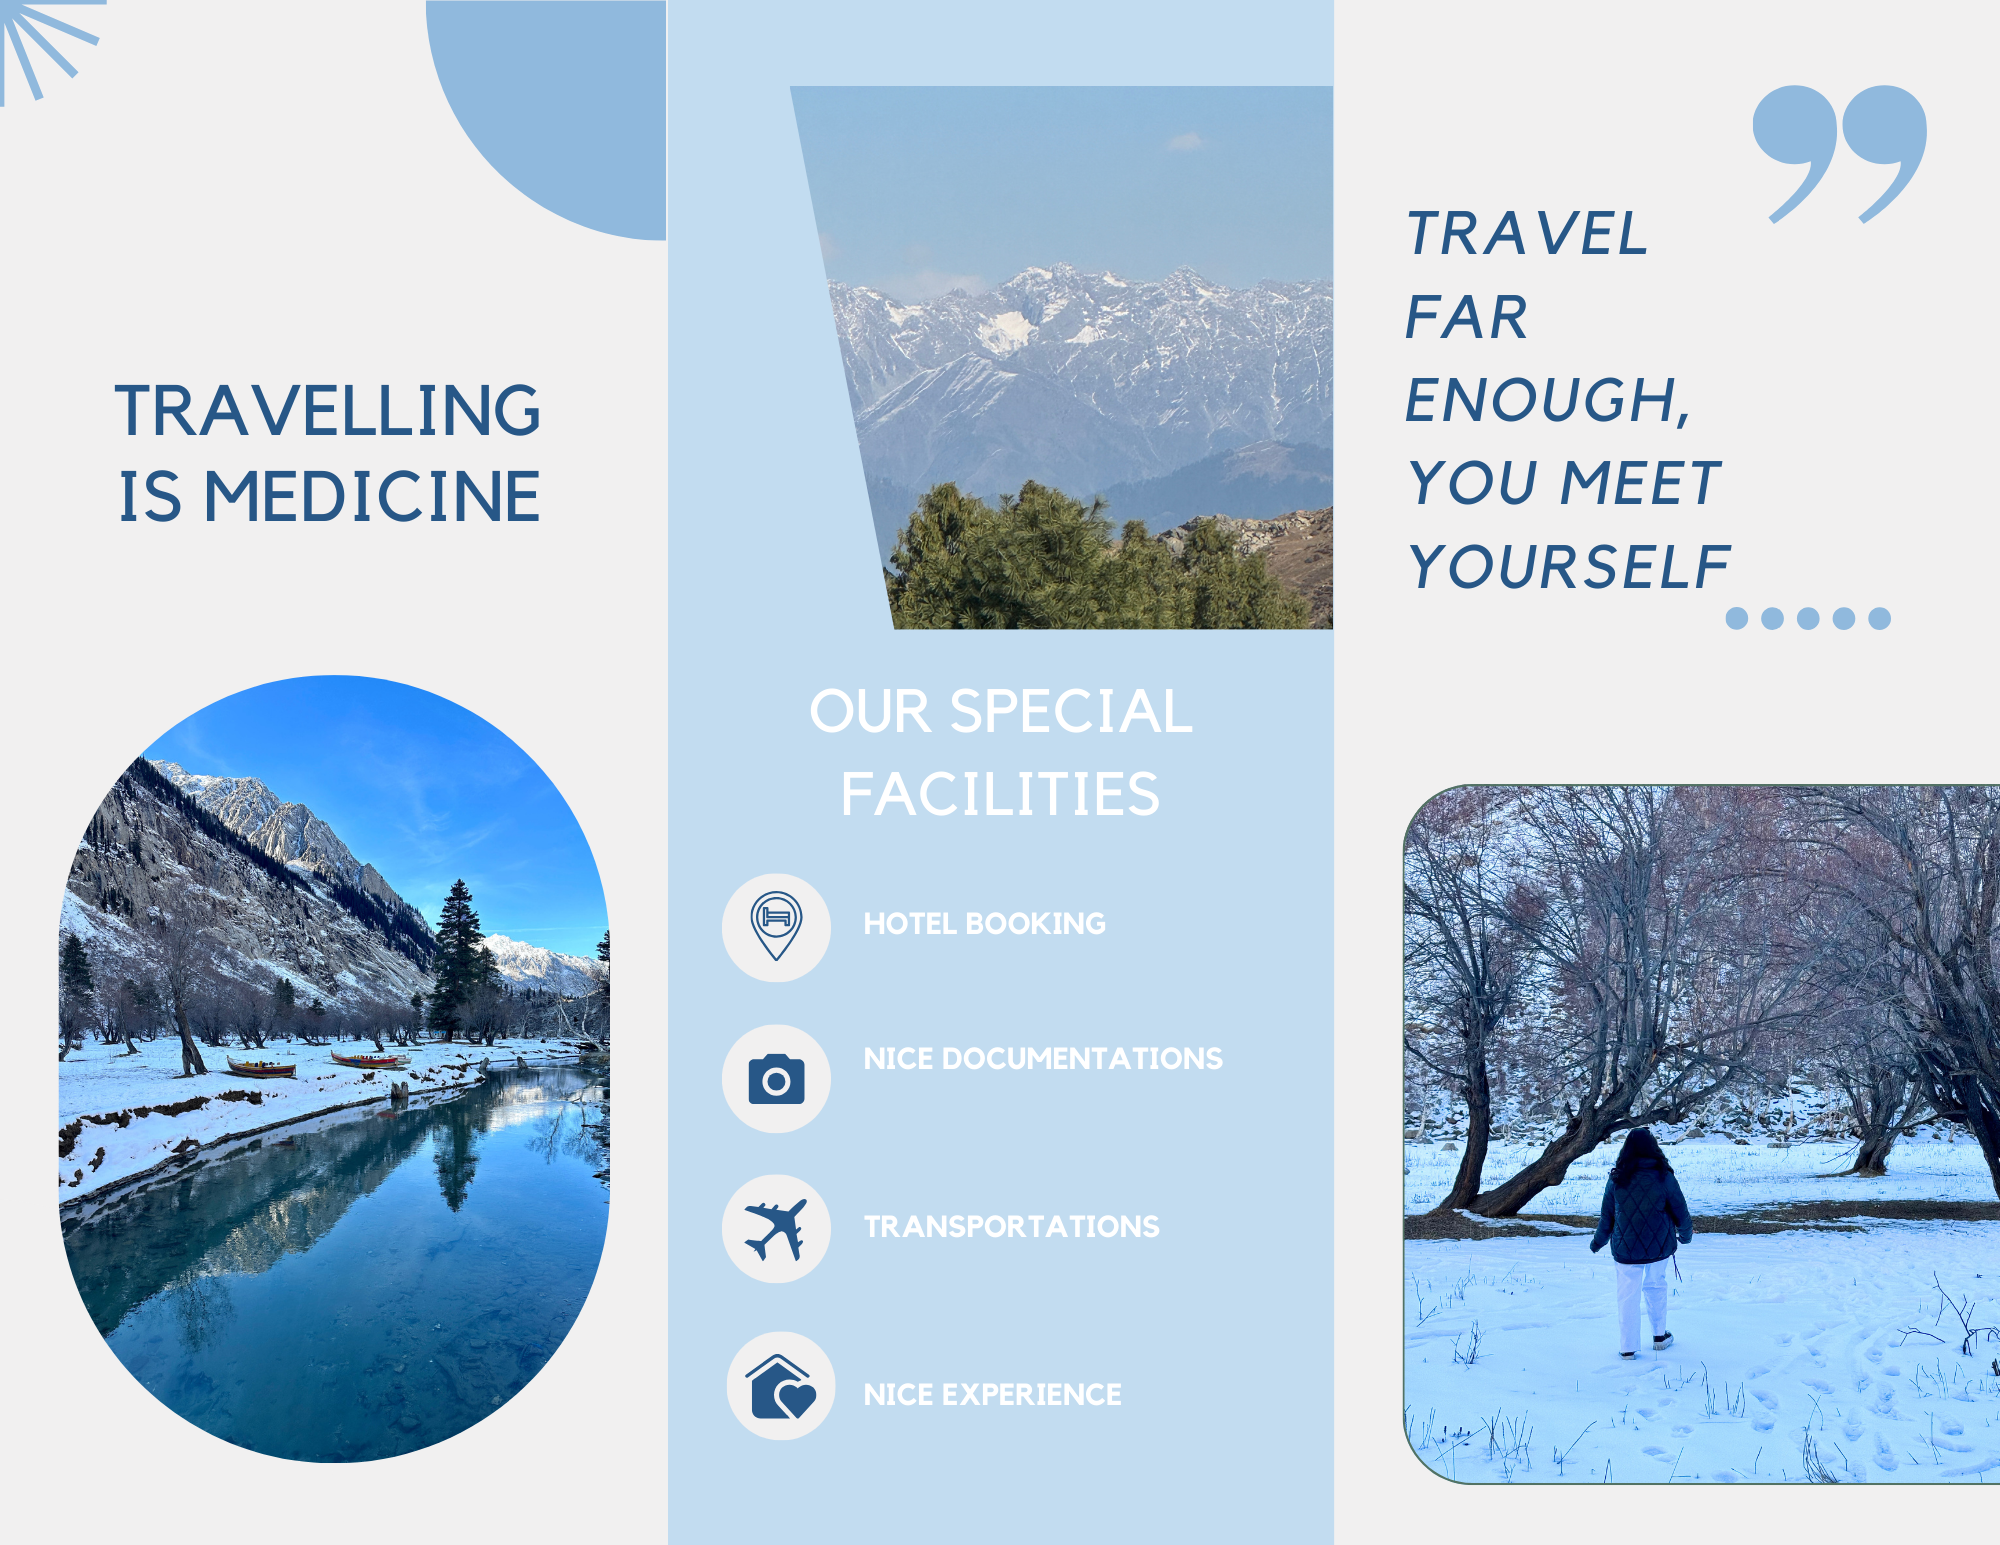 TRAVELLING
IS MEDICINE
OUR SPECIAL
FACILITIES
HOTEL BOOKING
NICE DOCUMENTATIONS
TRANSPORTATIONS
NICE EXPERIENCE
”
TRAVEL
FAR
ENOUGH,
YOU MEET
YOURSELF